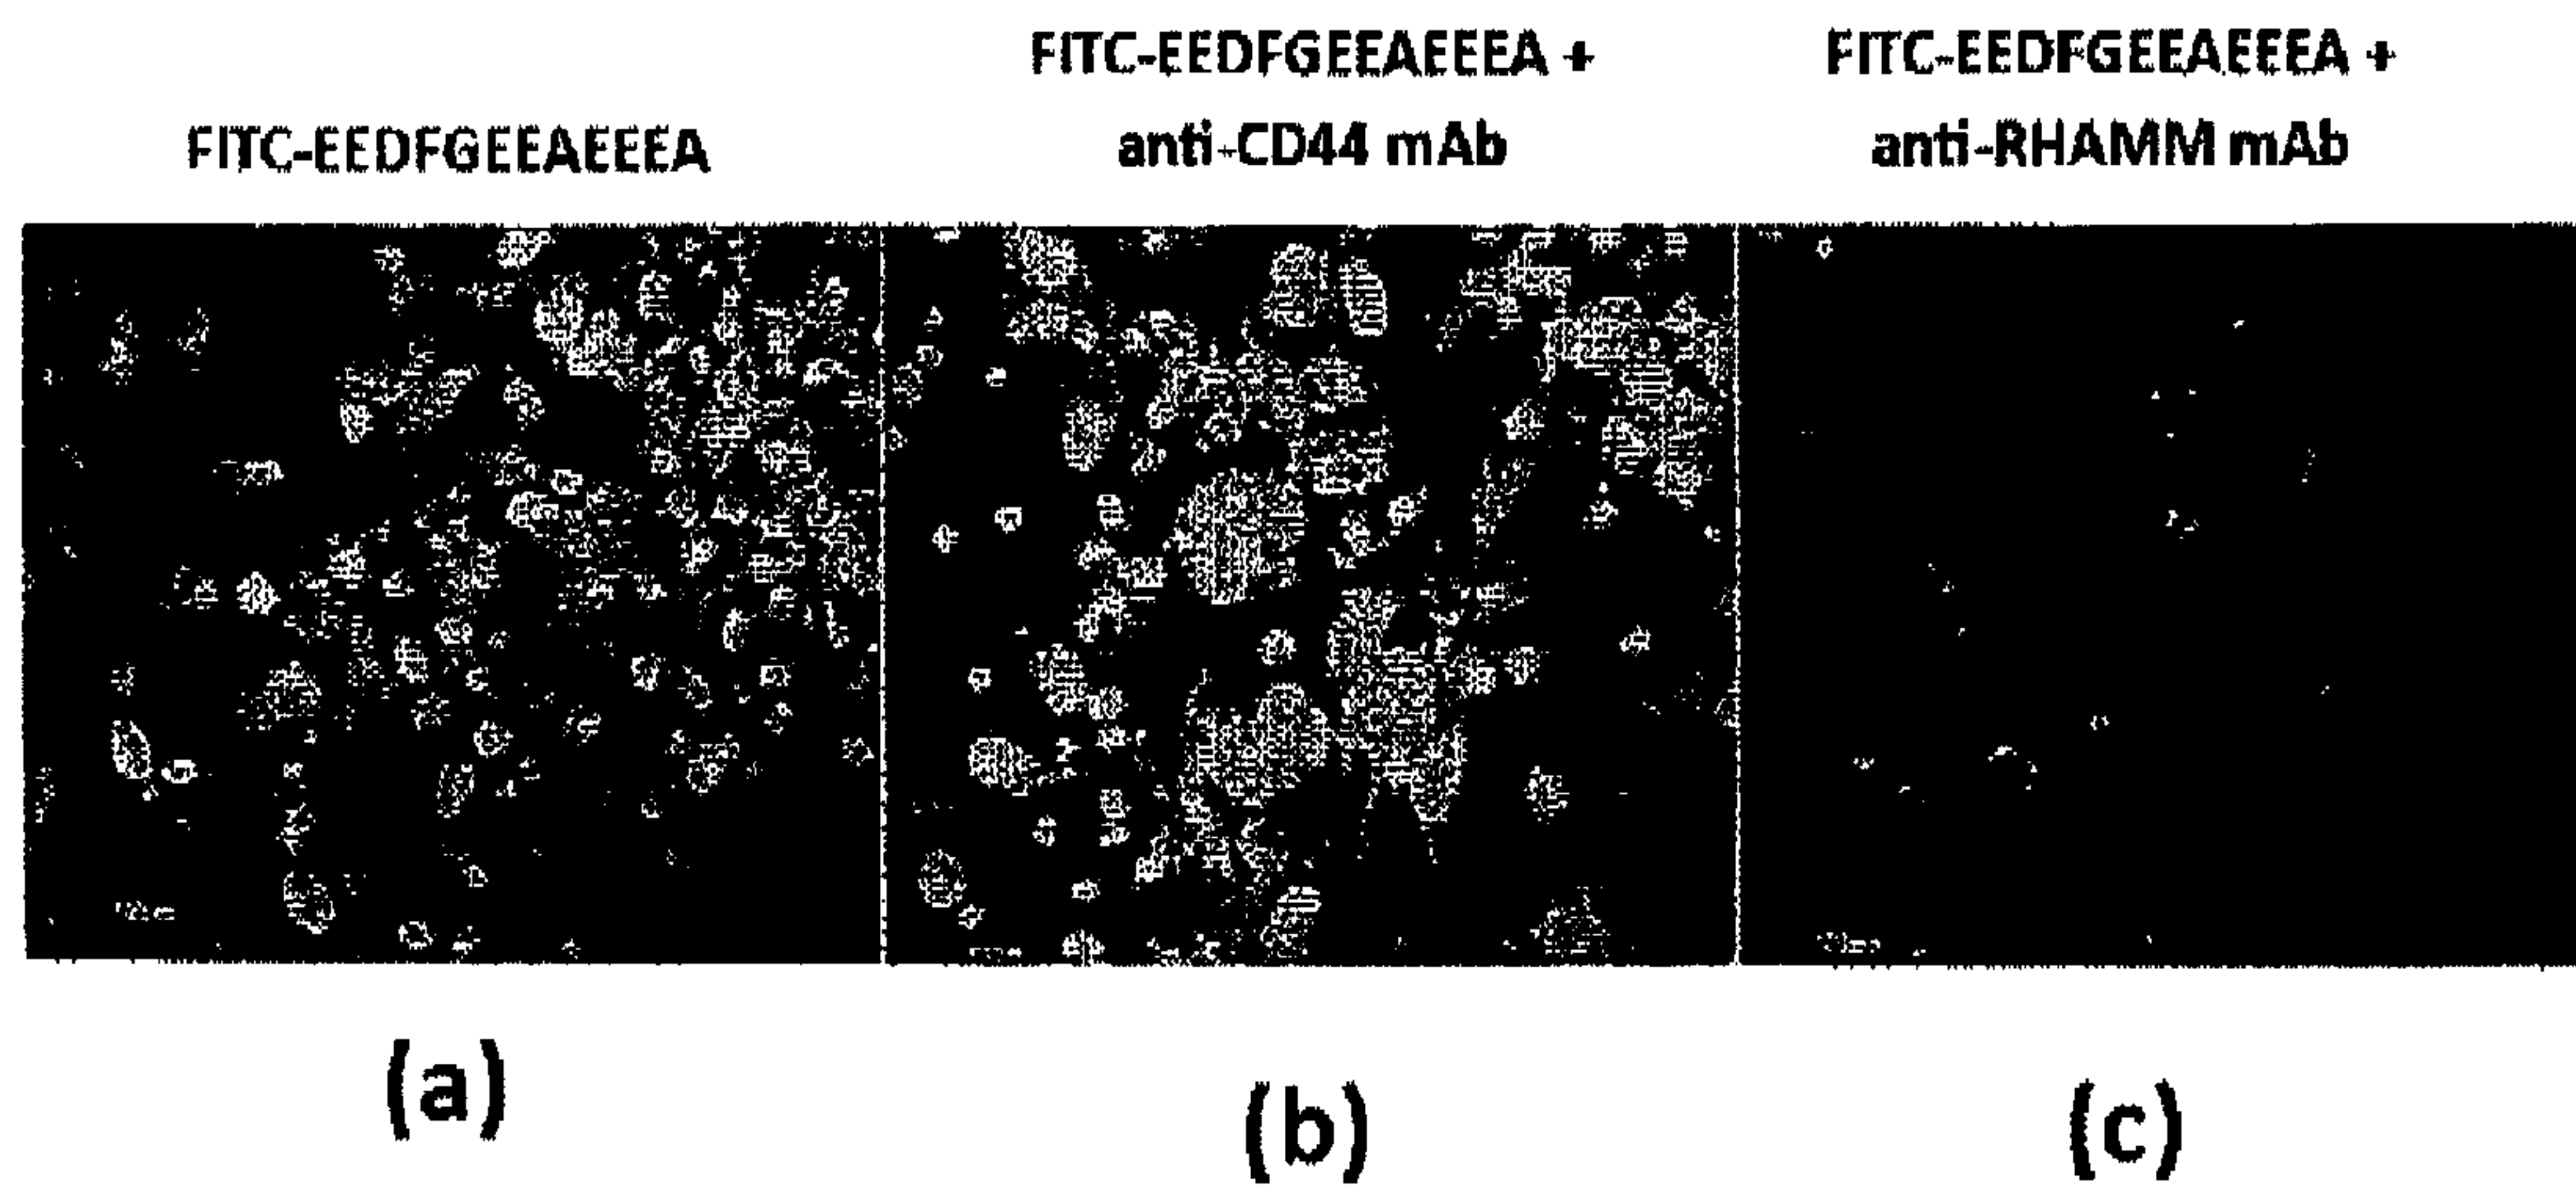 FITC-EEDFGEEAEEEA
FITC-EEDFGEEAEEEA +
anti-CD44 mAb
FITC-EEDFGEEAEEEA +
anti-RHAMM mAb
(a)
(b)
(c)